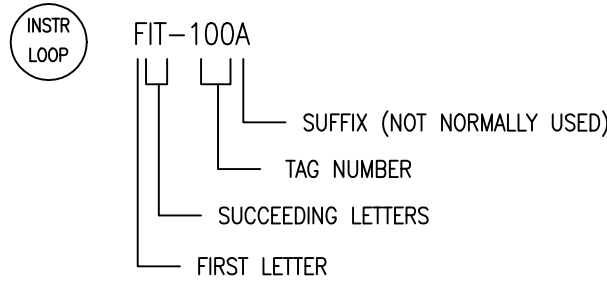 INSTR
LOOP
FIT-100A
SUFFIX (NOT NORMALLY USED)
TAG NUMBER
SUCCEEDING LETTERS
FIRST LETTER